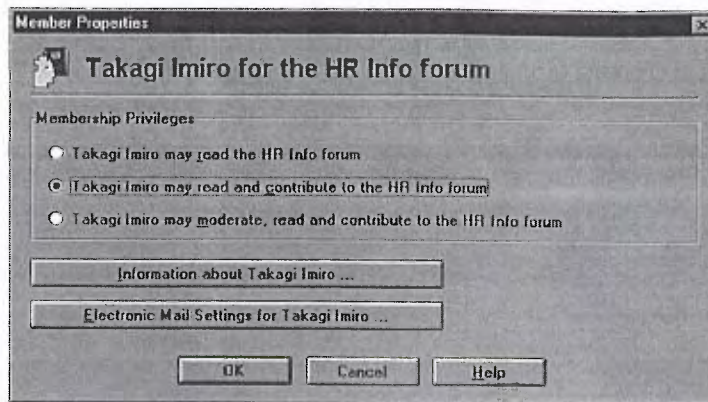 Member Properties
Takagi Imiro for the HR Info forum
Membership Privileges
Takagi Imiro may read the HR Info forum
Takagi Imiro may read and contribute to the HR Info forum
Takagi Imiro may moderate, read and contribute to the HR Info forum
Information about Takagi Imiro ...
Electronic Mail Settings for Takagi Imiro ...
OK
Cancel
Help